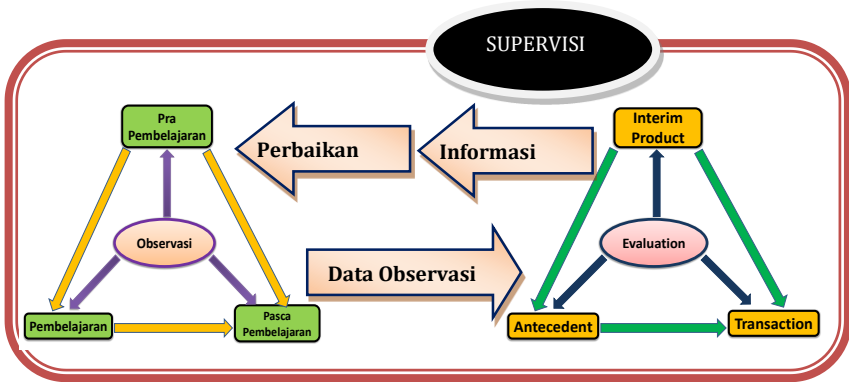 SUPERVISI
Pra
Pembelajaran
Perbaikan
Informasi
Interim
Product
Observasi
Evaluation
Data Observasi
Pembelajaran
Pasca
Pembelajaran
Antecedent
Transaction